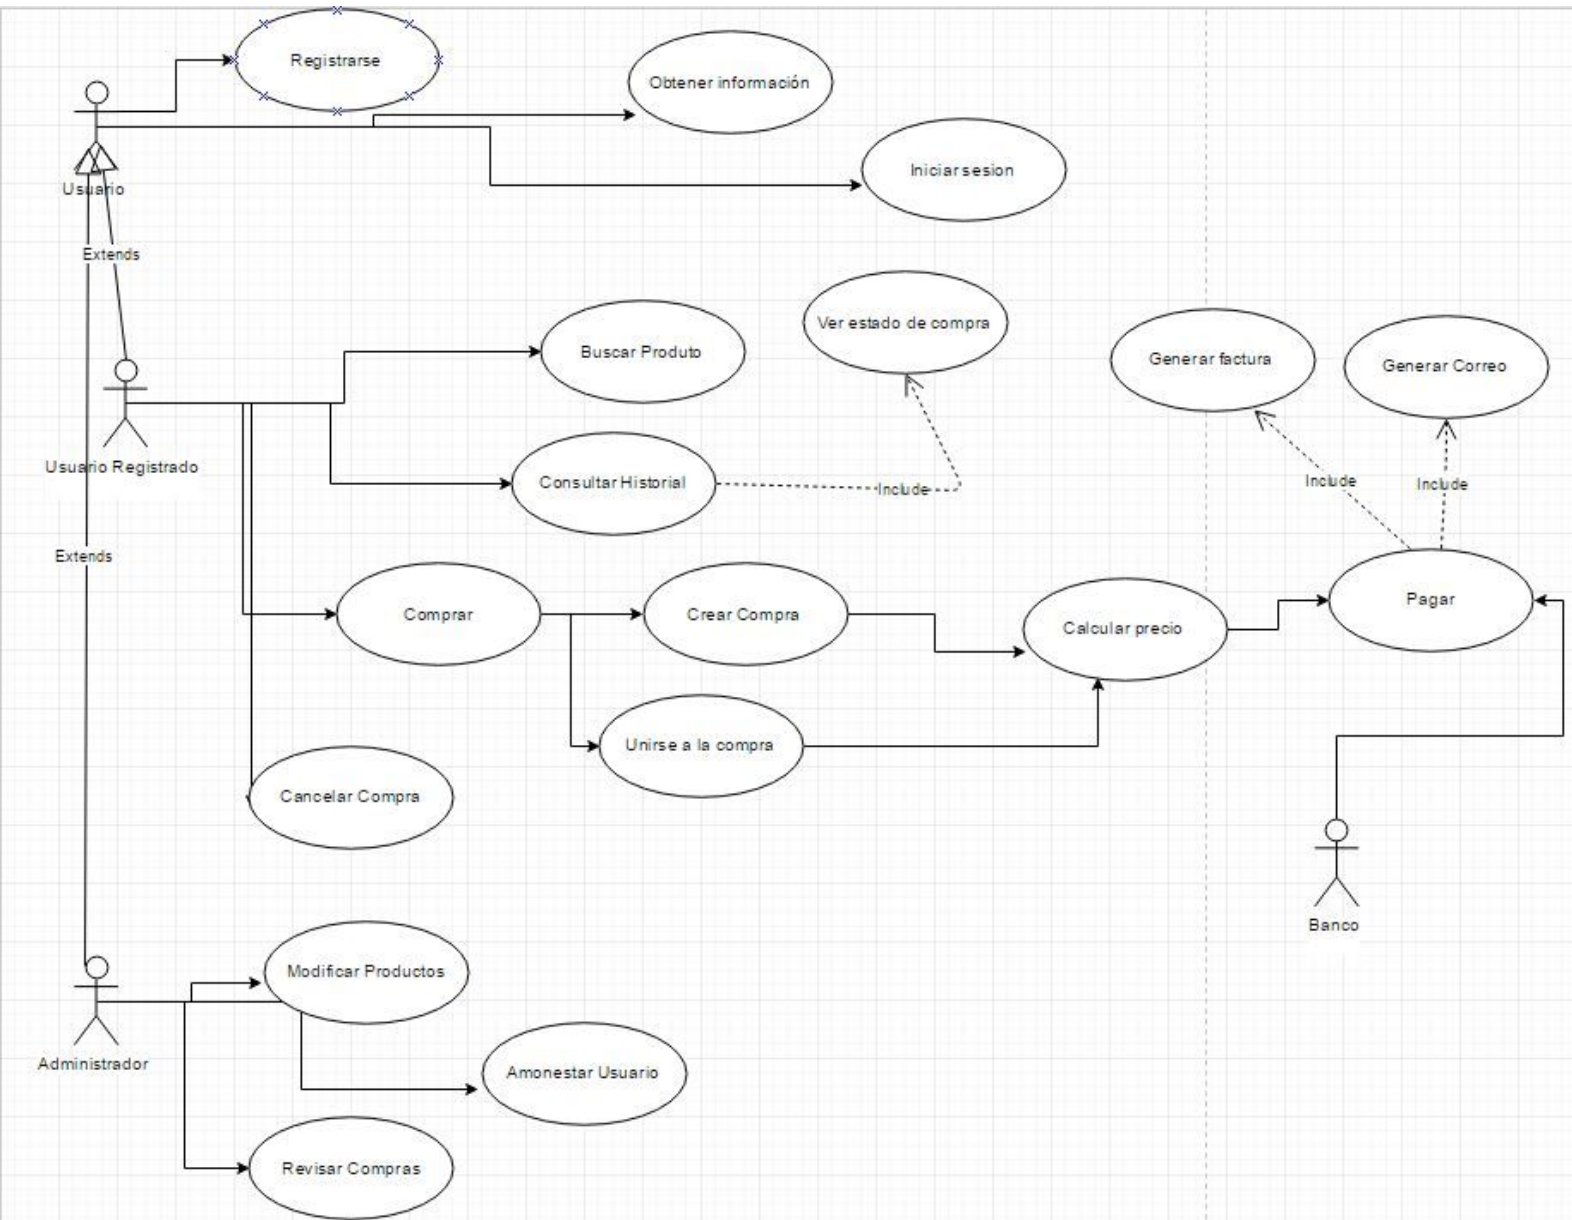 Registrarse
Obtener información
Iniciar sesion
Usuario
Extends
Ver estado de compra
Buscar Produto
Generar factura
Generar Correo
Usuario Registrado
Consultar Historial
Include
Include
Include
Extends
Comprar
Crear Compra
Calcular precio
Pagar
Unirse a la compra
Cancelar Compra
Banco
Modificar Productos
Administrador
Amonestar Usuario
Revisar Compras